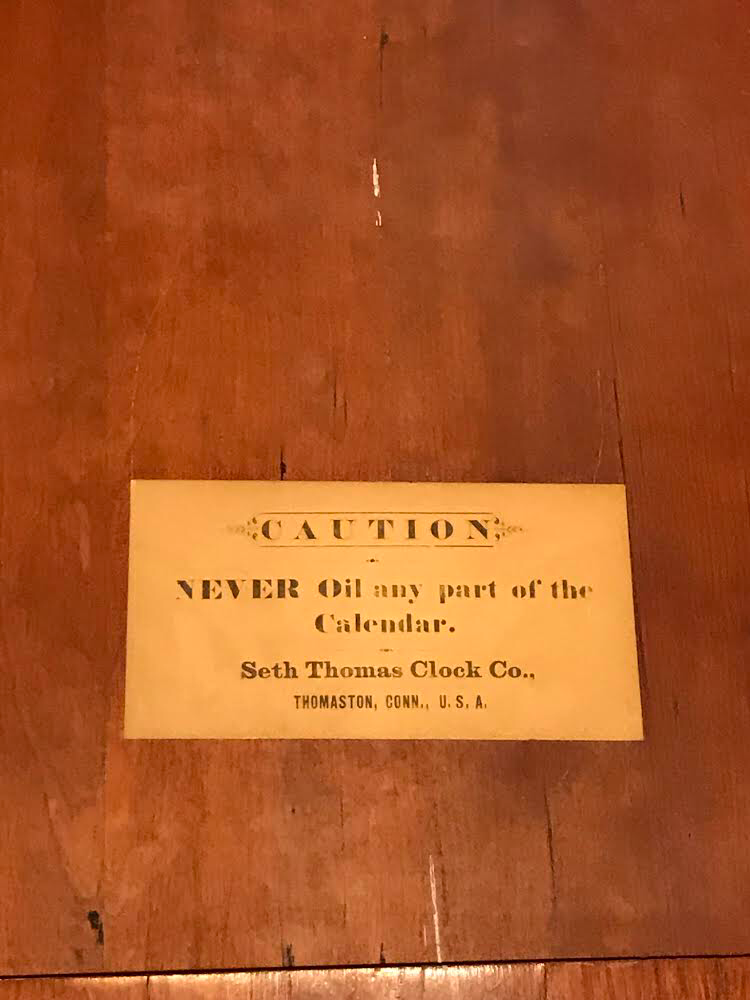 CAUTION
NEVER Oil any part of the
Calendar.
Seth Thomas Clock Co.,
THOMASTON, CONN., U. S. A.